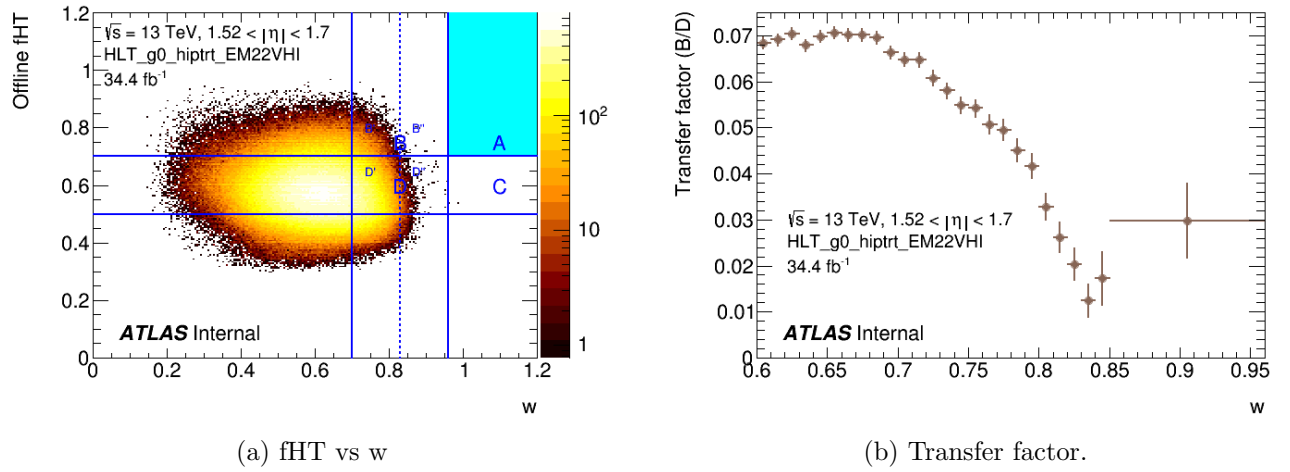 Offline fHT
1.2
1
0.8
0.6
0.4
0.2
0
√s = 13 TeV, 1.52 < |η| < 1.7
HLT_g0_hiptrt_EM22VHI
34.4 fb⁻¹
B
B''
A
D'
D
D''
C
ATLAS Internal
0 0.2 0.4 0.6 0.8 1 1.2
w
10²
10
1
(a) fHT vs w
Transfer factor (B/D)
0.07
0.06
0.05
0.04
0.03
0.02
0.01
0
√s = 13 TeV, 1.52 < |η| < 1.7
HLT_g0_hiptrt_EM22VHI
34.4 fb⁻¹
ATLAS Internal
0.6 0.65 0.7 0.75 0.8 0.85 0.9 0.95
w
(b) Transfer factor.